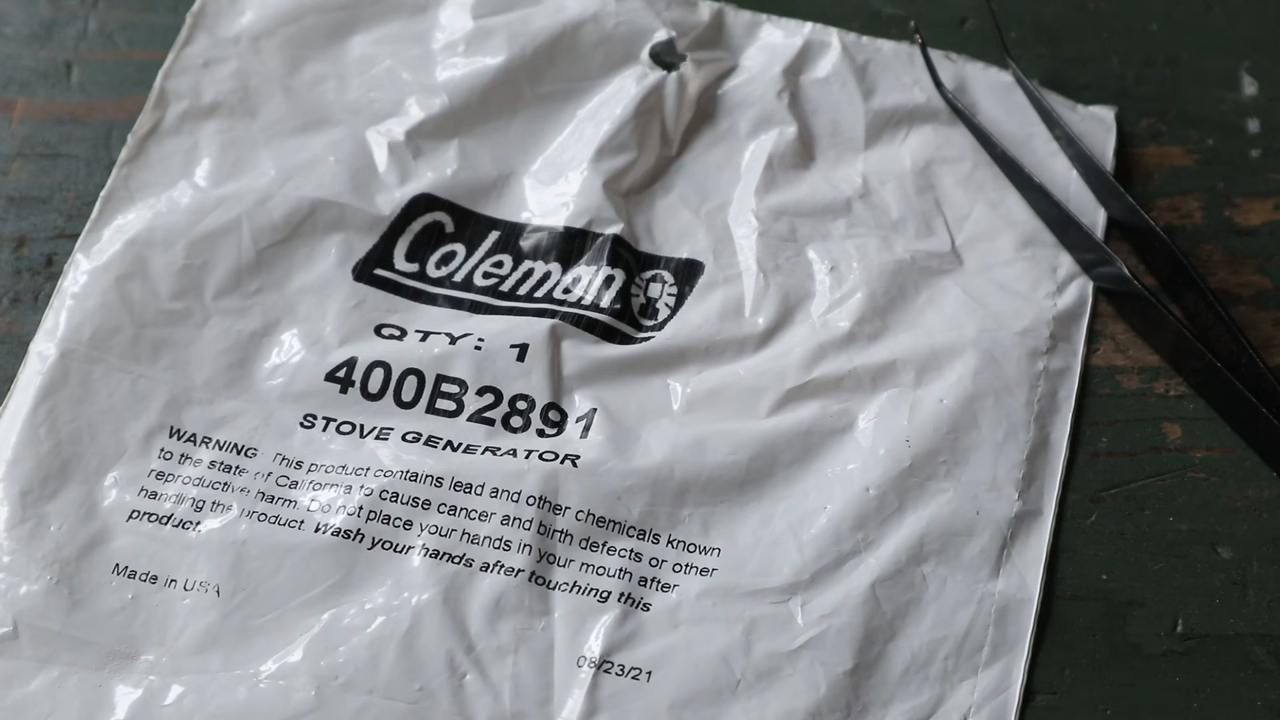 Coleman
QTY: 1
400B2891
STOVE GENERATOR
WARNING: This product contains lead and other chemicals known
to the state of California to cause cancer and birth defects or other
reproductive harm. Do not place your hands in your mouth after
handling the product. Wash your hands after touching this
product.
Made in USA
08/23/21